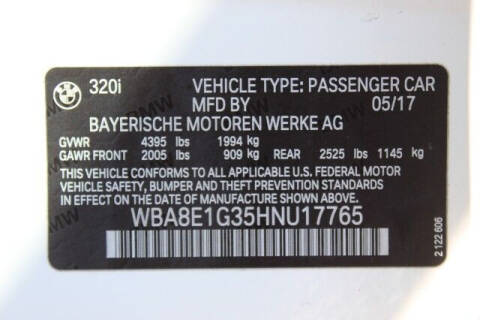 320i VEHICLE TYPE: PASSENGER CAR
MFD BY 05/17
BAYERISCHE MOTOREN WERKE AG
GVWR 4395 lbs 1994 kg
GAWR FRONT 2005 lbs 909 kg REAR 2525 lbs 1145 kg
THIS VEHICLE CONFORMS TO ALL APPLICABLE U.S. FEDERAL MOTOR
VEHICLE SAFETY, BUMPER AND THEFT PREVENTION STANDARDS
IN EFFECT ON THE DATE OF MANUFACTURE SHOWN ABOVE.
WBA8E1G35HNU17765
2 122 606